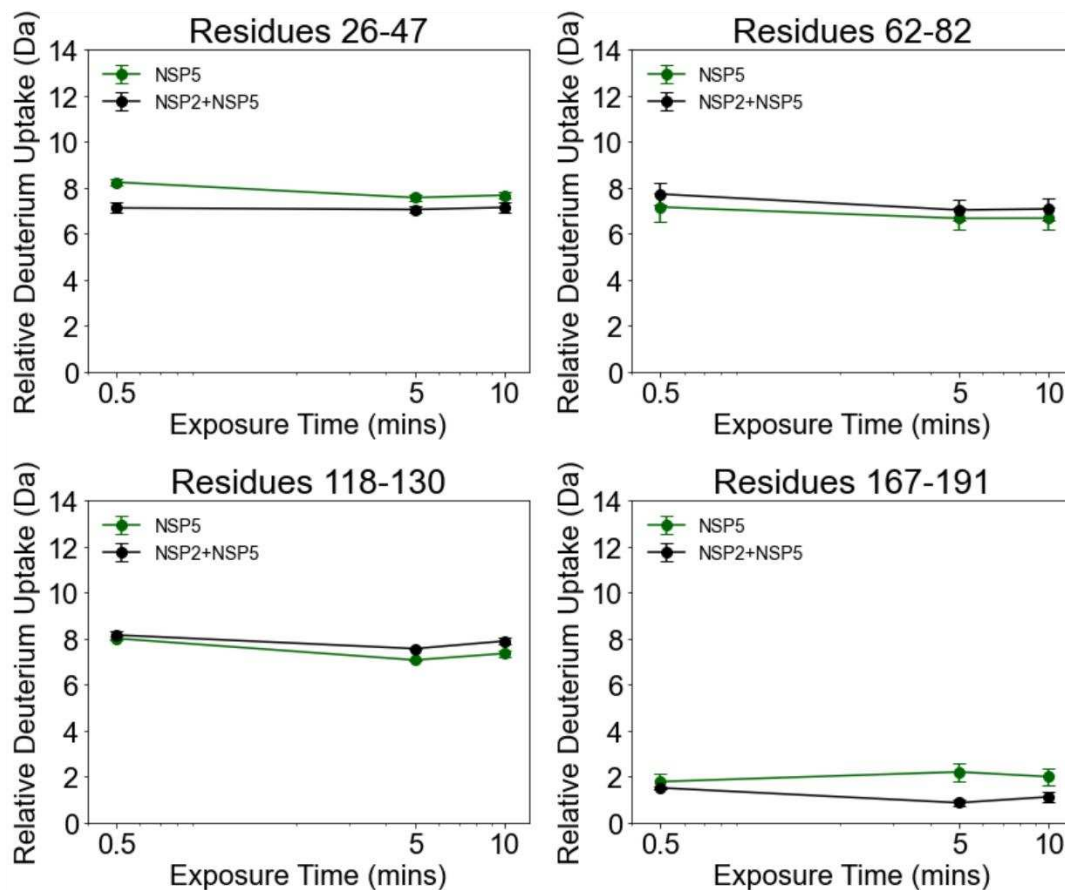 Residues 26-47
Relative Deuterium Uptake (Da)
14
12
10
8
6
4
2
0
NSP5
NSP2+NSP5
0.5
5
10
Exposure Time (mins)
Residues 62-82
Relative Deuterium Uptake (Da)
14
12
10
8
6
4
2
0
NSP5
NSP2+NSP5
0.5
5
10
Exposure Time (mins)
Residues 118-130
Relative Deuterium Uptake (Da)
14
12
10
8
6
4
2
0
NSP5
NSP2+NSP5
0.5
5
10
Exposure Time (mins)
Residues 167-191
Relative Deuterium Uptake (Da)
14
12
10
8
6
4
2
0
NSP5
NSP2+NSP5
0.5
5
10
Exposure Time (mins)